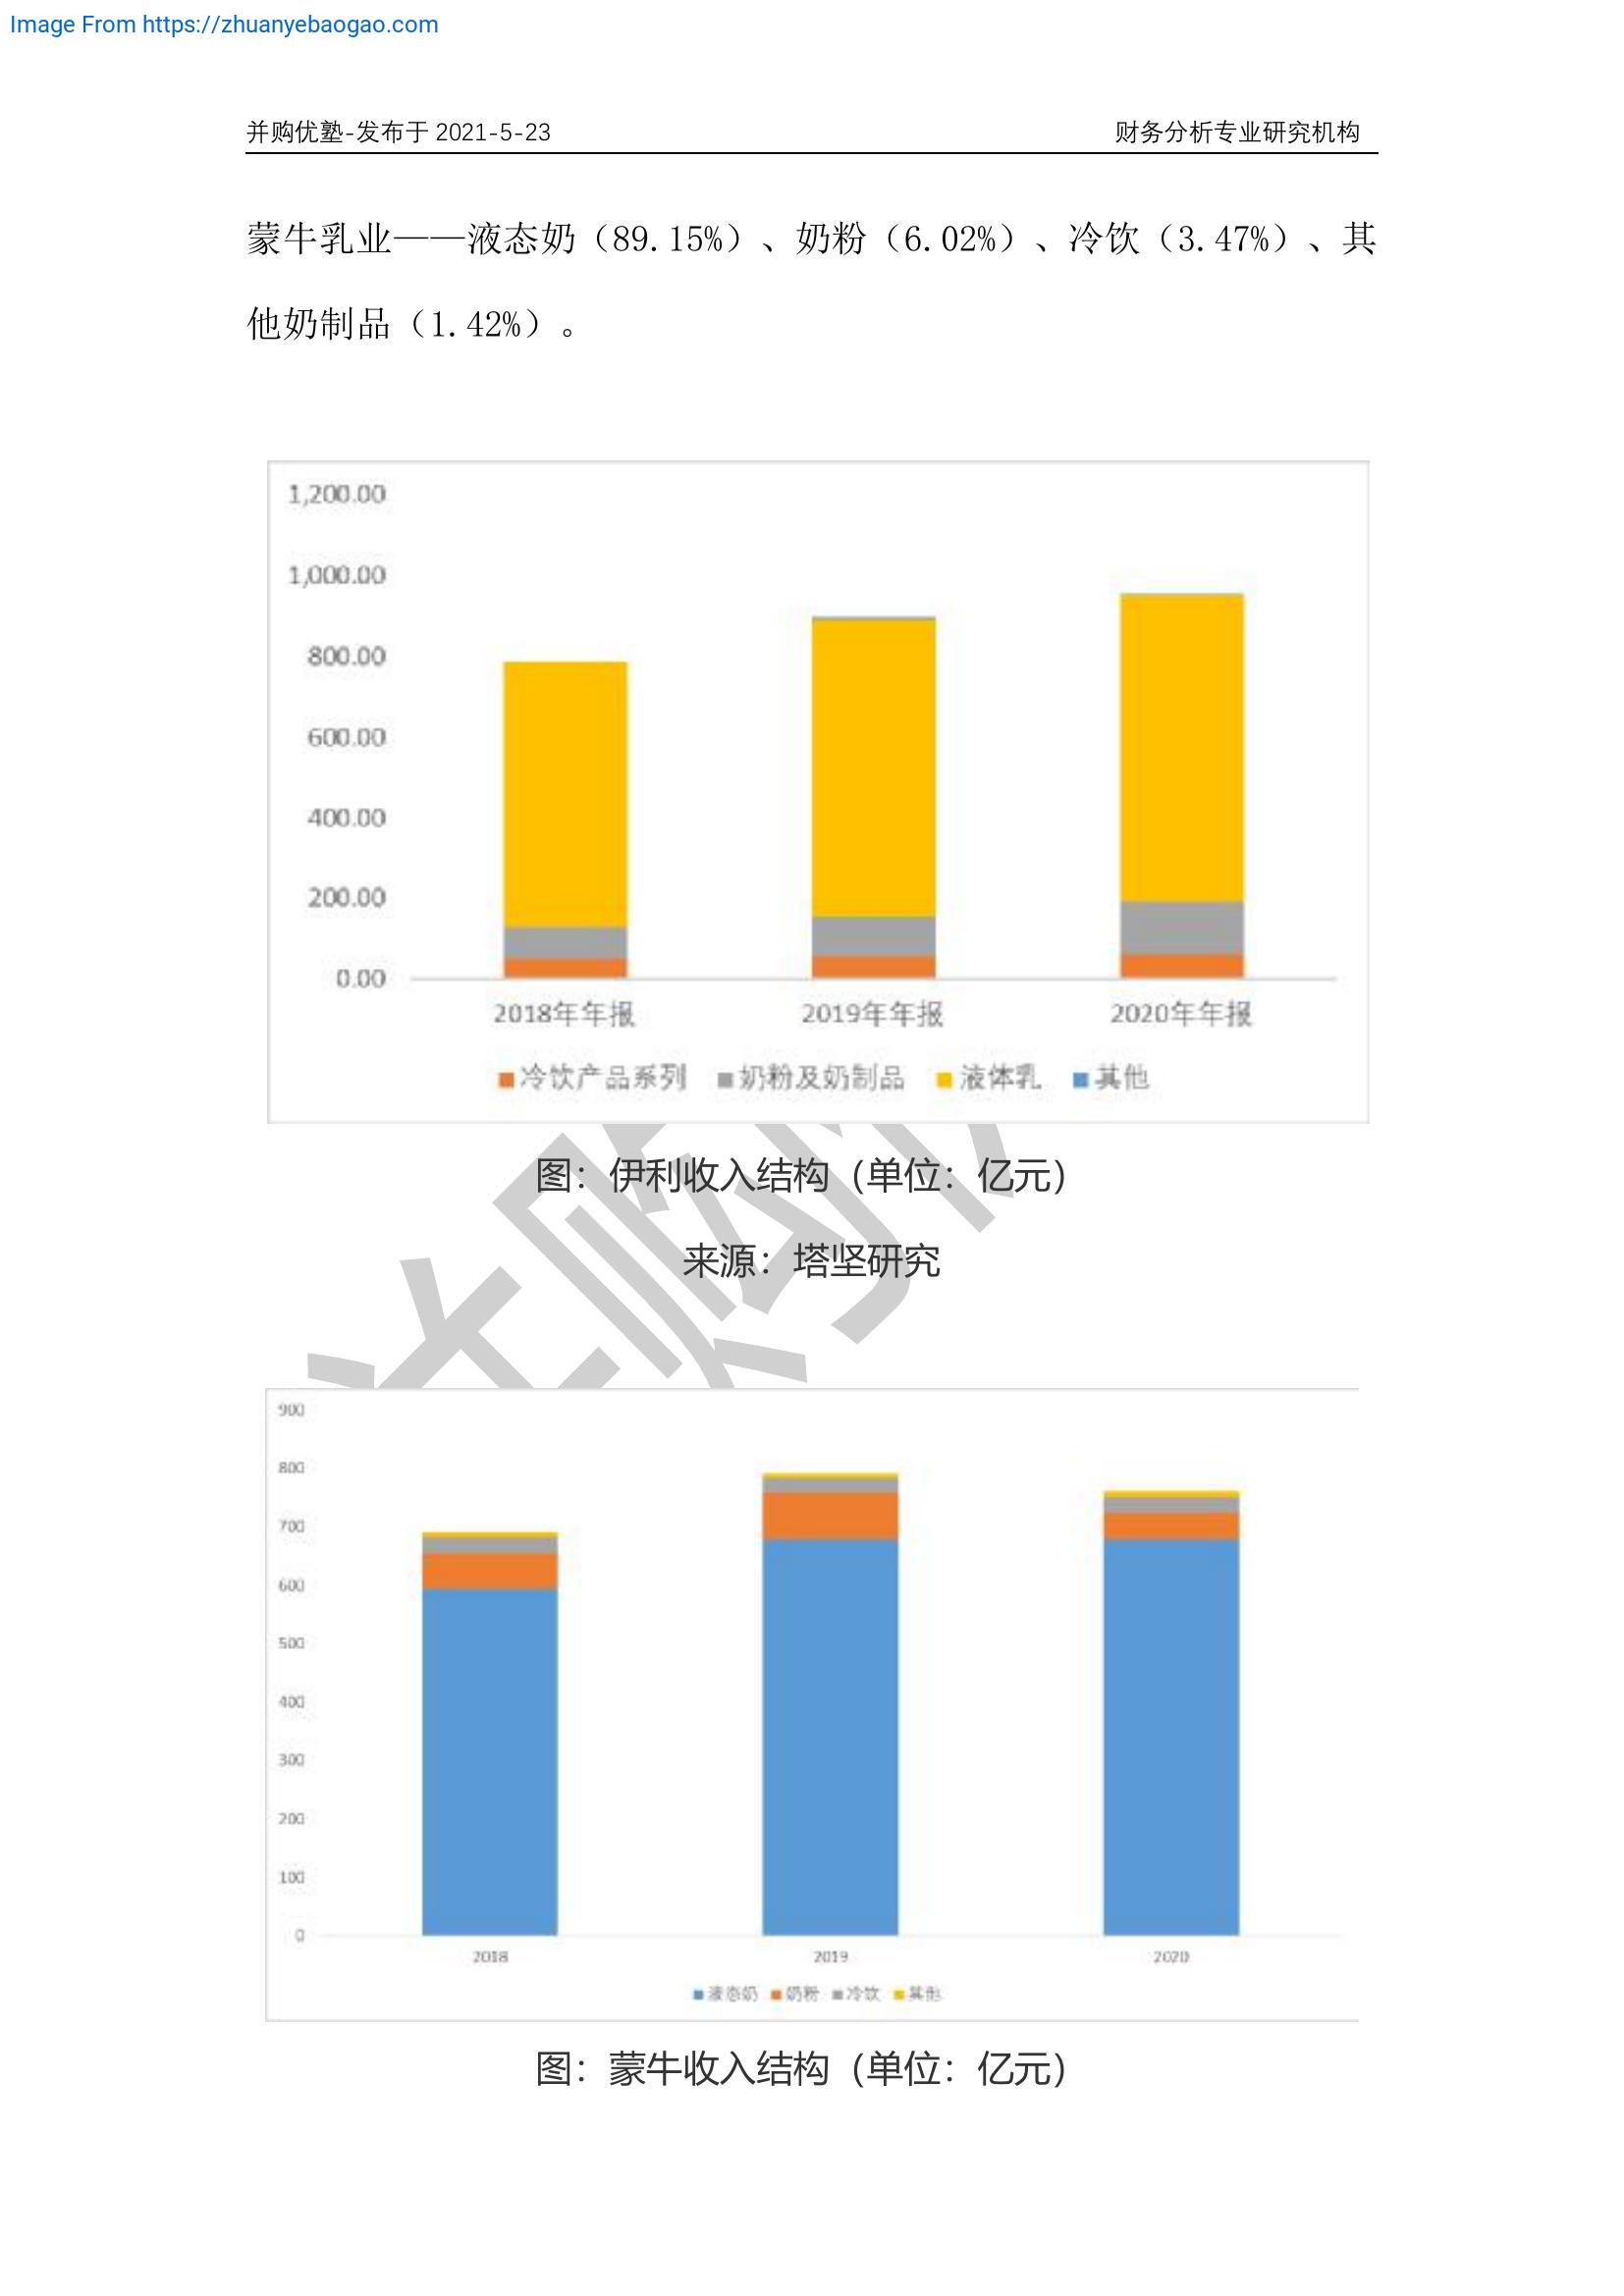 Image From https://zhuanyebaogao.com
并购优塾-发布于 2021-5-23 财务分析专业研究机构
蒙牛乳业——液态奶（89.15%）、奶粉（6.02%）、冷饮（3.47%）、其
他奶制品（1.42%）。
1,200.00
1,000.00
800.00
600.00
400.00
200.00
0.00
2018年年报 2019年年报 2020年年报
冷饮产品系列 奶粉及奶制品 液体乳 其他
图：伊利收入结构（单位：亿元）
来源：塔坚研究
900
800
700
600
500
400
300
200
100
0
2018 2019 2020
液态奶 奶粉 冷饮 其他
图：蒙牛收入结构（单位：亿元）